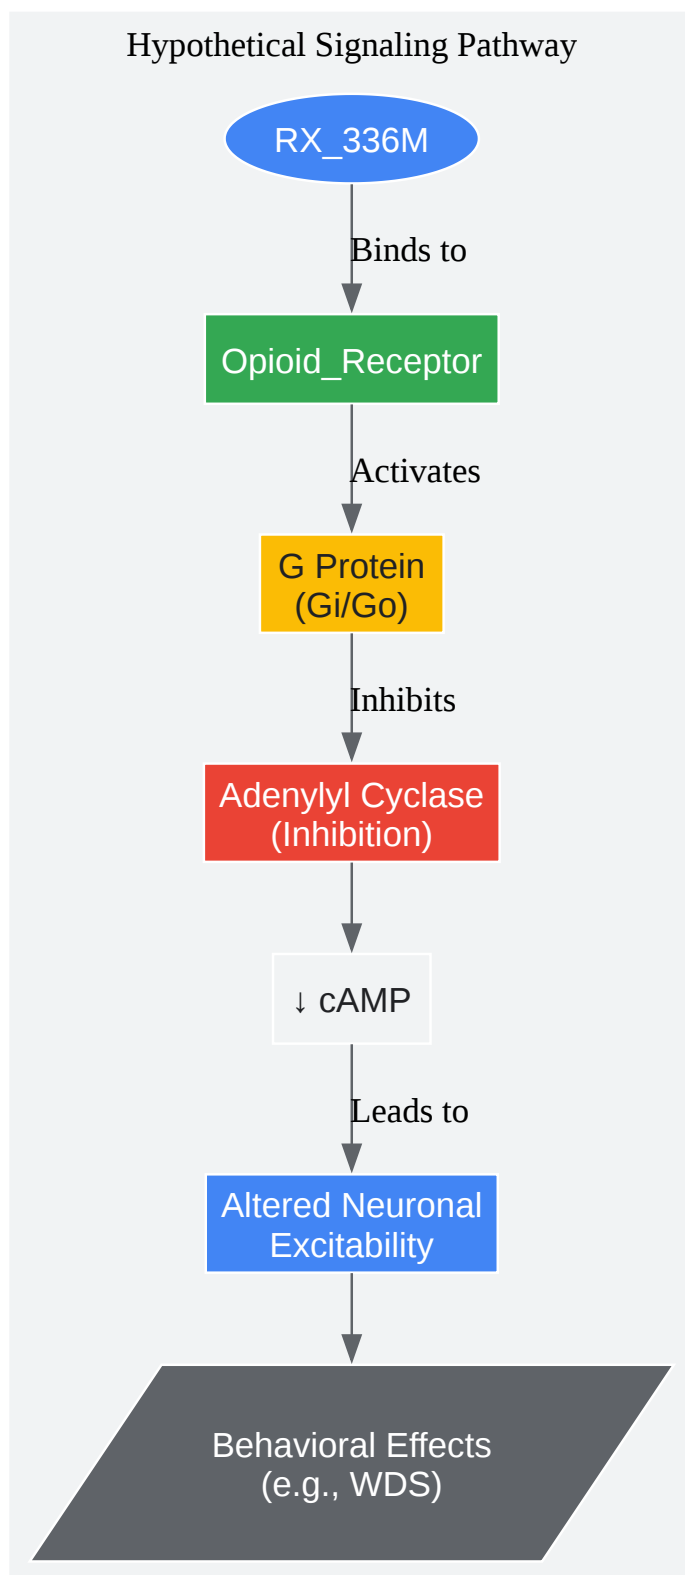 Hypothetical Signaling Pathway
RX_336M
Binds to
Opioid_Receptor
Activates
G Protein
(Gi/Go)
Inhibits
Adenylyl Cyclase
(Inhibition)
↓ cAMP
Leads to
Altered Neuronal
Excitability
Behavioral Effects
(e.g., WDS)